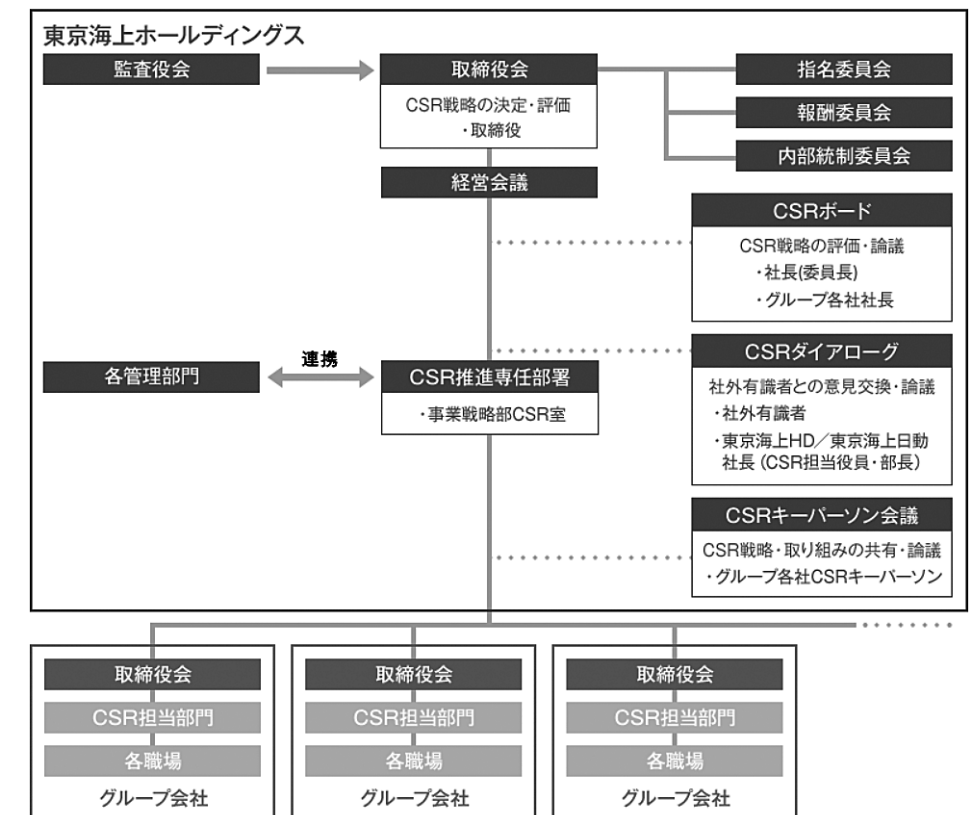 東京海上ホールディングス
監査役会
取締役会
CSR戦略の決定・評価
・取締役
指名委員会
報酬委員会
内部統制委員会
経営会議
CSRボード
CSR戦略の評価・論議
・社長(委員長)
・グループ各社社長
各管理部門
連携
CSR推進専任部署
・事業戦略部CSR室
CSRダイアローグ
社外有識者との意見交換・論議
・社外有識者
・東京海上HD／東京海上日動
社長（CSR担当役員・部長）
CSRキーパーソン会議
CSR戦略・取り組みの共有・論議
・グループ各社CSRキーパーソン
取締役会
CSR担当部門
各職場
グループ会社
取締役会
CSR担当部門
各職場
グループ会社
取締役会
CSR担当部門
各職場
グループ会社